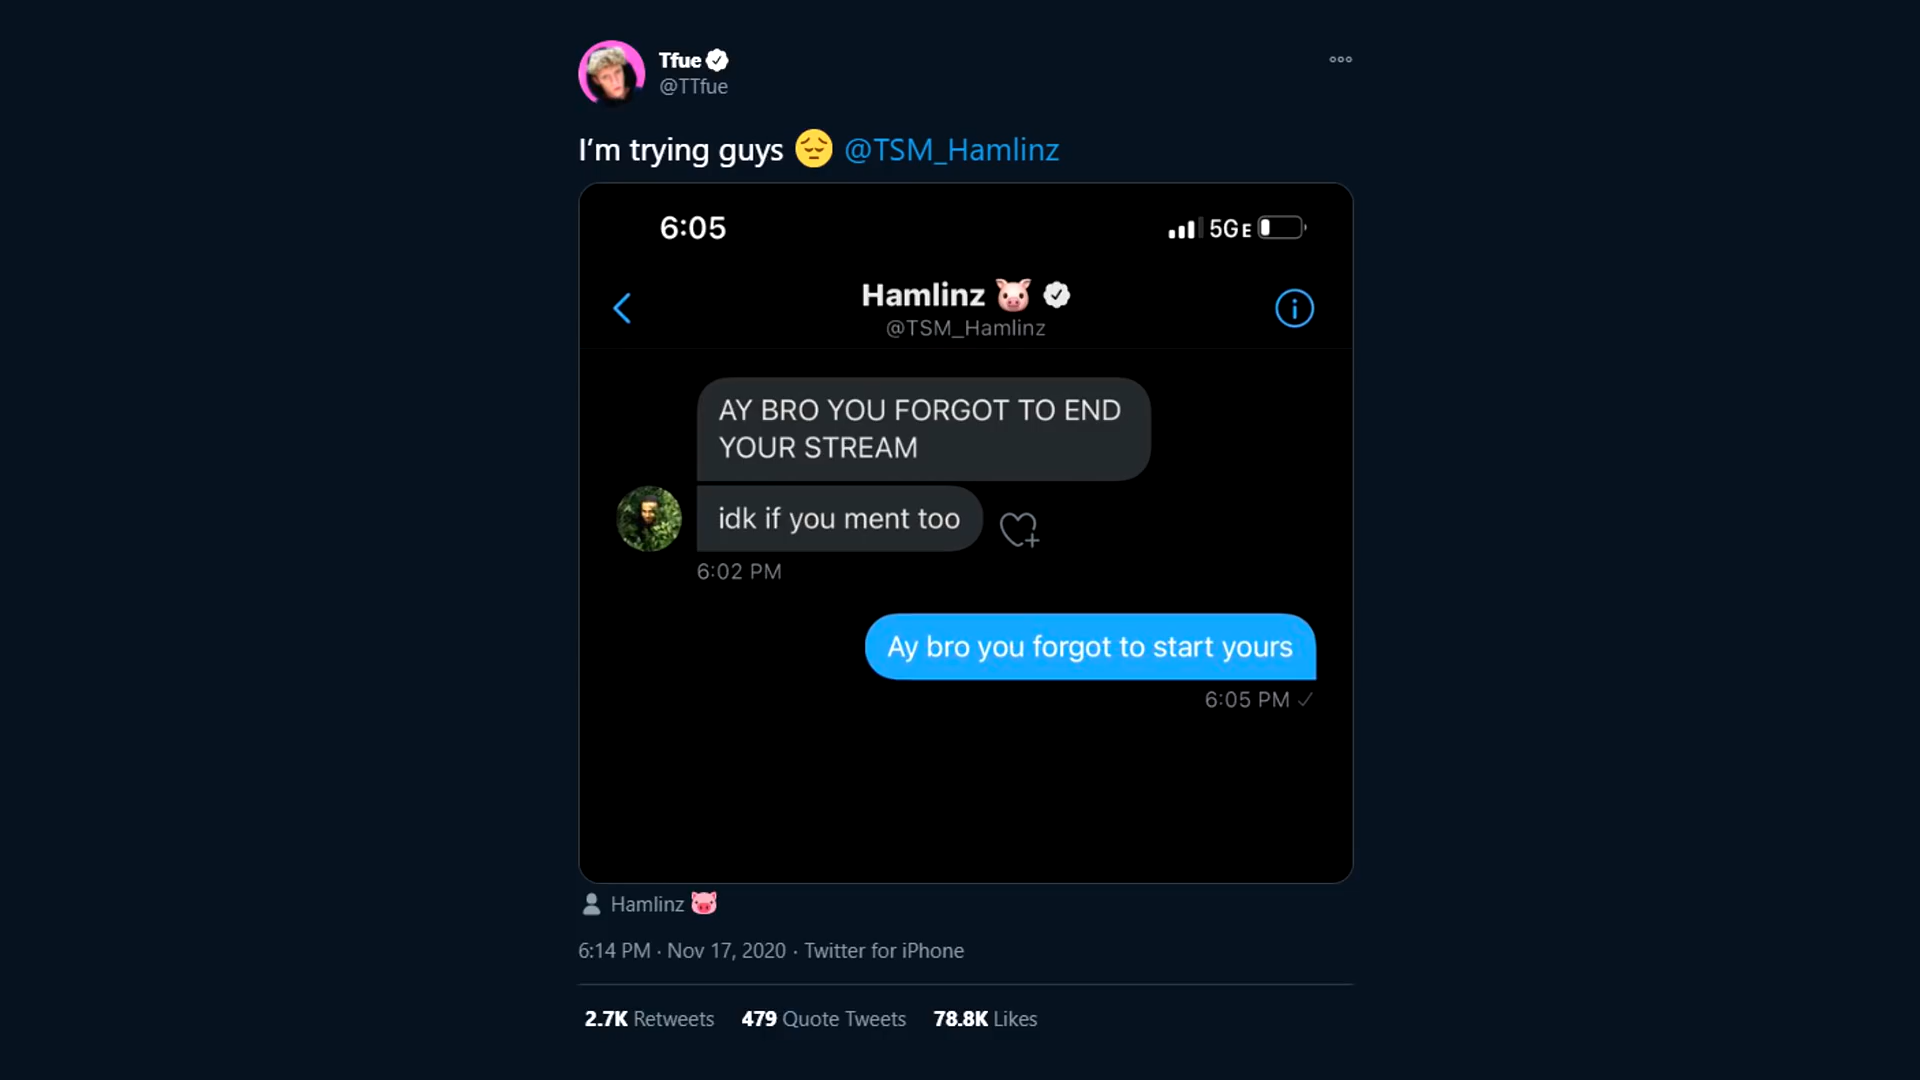 Tfue
@TTfue
I'm trying guys 😔 @TSM_Hamlinz
6:05
5GE
Hamlinz 🐷
@TSM_Hamlinz
AY BRO YOU FORGOT TO END
YOUR STREAM
idk if you ment too
6:02 PM
Ay bro you forgot to start yours
6:05 PM ✓
Hamlinz 🐷
6:14 PM · Nov 17, 2020 · Twitter for iPhone
2.7K Retweets 479 Quote Tweets 78.8K Likes